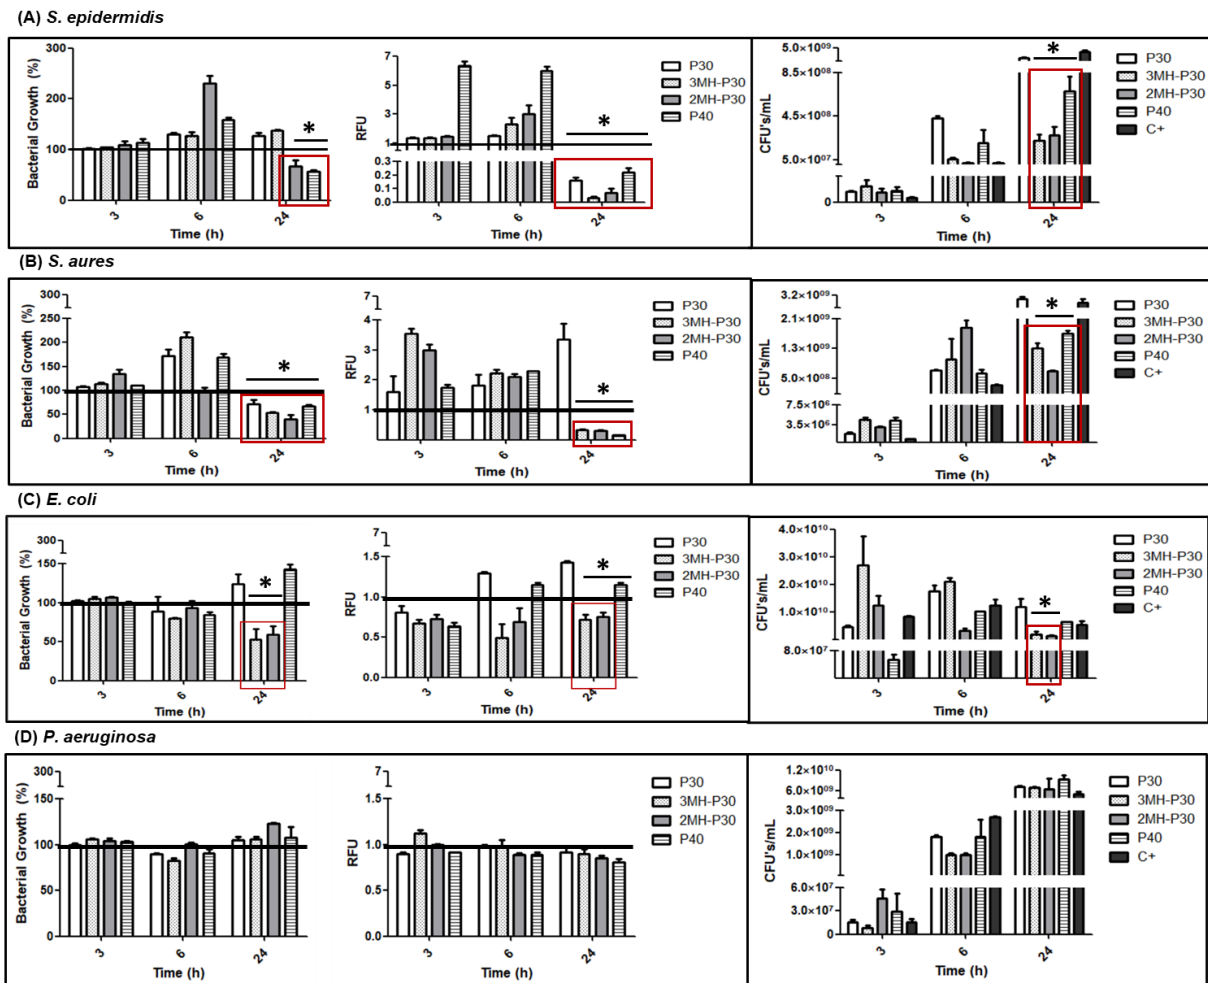 (A) S. epidermidis
Bacterial Growth (%)
300
200
100
0
3
6
24
Time (h)
*
RFU
7
5
3
1
0.3
0.2
0.1
0.0
3
6
24
Time (h)
*
P30
3MH-P30
2MH-P30
P40
CFU's/mL
5.0×10⁰⁹
8.5×10⁰⁸
4.5×10⁰⁸
5.0×10⁰⁷
0
3
6
24
Time (h)
*
P30
3MH-P30
2MH-P30
P40
C+
(B) S. aures
Bacterial Growth (%)
300
200
150
100
50
0
3
6
24
Time (h)
*
RFU
7
4
3
2
1
3
6
24
Time (h)
*
P30
3MH-P30
2MH-P30
P40
CFU's/mL
3.2×10⁰⁹
2.1×10⁰⁹
1.3×10⁰⁹
5.0×10⁰⁸
7.5×10⁰⁶
3.5×10⁰⁶
3
6
24
Time (h)
*
P30
3MH-P30
2MH-P30
P40
C+
(C) E. coli
Bacterial Growth (%)
300
150
100
50
0
3
6
24
Time (h)
*
RFU
7
1.5
1.0
0.5
0.0
3
6
24
Time (h)
*
P30
3MH-P30
2MH-P30
P40
CFU's/mL
4.0×10¹⁰
3.0×10¹⁰
2.0×10¹⁰
1.0×10¹⁰
8.0×10⁰⁷
3
6
24
Time (h)
*
P30
3MH-P30
2MH-P30
P40
C+
(D) P. aeruginosa
Bacterial Growth (%)
300
150
100
50
0
3
6
24
Time (h)
RFU
7
1.5
1.0
0.5
0.0
3
6
24
Time (h)
P30
3MH-P30
2MH-P30
P40
CFU's/mL
1.2×10¹⁰
6.0×10⁰⁹
3.0×10⁰⁹
2.0×10⁰⁹
1.0×10⁰⁹
6.0×10⁰⁷
3.0×10⁰⁷
0
3
6
24
Time (h)
P30
3MH-P30
2MH-P30
P40
C+